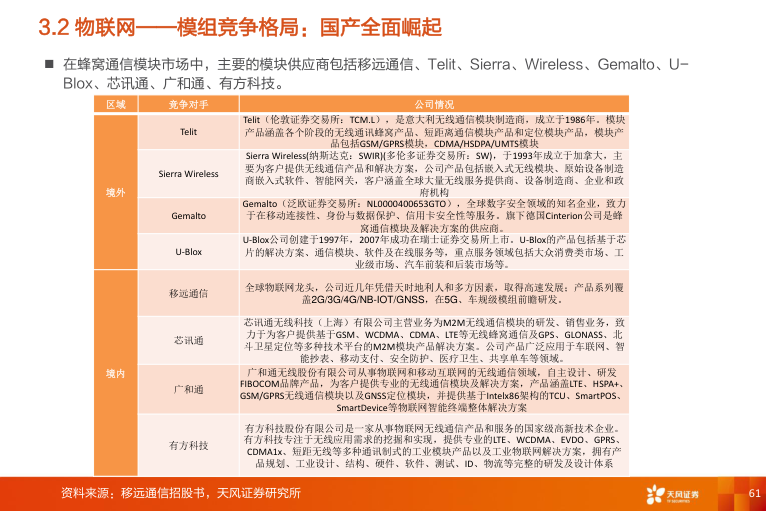 3.2 物联网——模组竞争格局：国产全面崛起
■ 在蜂窝通信模块市场中，主要的模块供应商包括移远通信、Telit、Sierra、Wireless、Gemalto、U-
Blox、芯讯通、广和通、有方科技。
区域 竞争对手 公司情况
境外
Telit
Telit（伦敦证券交易所：TCM.L），是意大利无线通信模块制造商，成立于1986年。模块
产品涵盖各个阶段的无线通讯蜂窝产品、短距离通信模块产品和定位模块产品，模块产
品包括GSM/GPRS模块，CDMA/HSDPA/UMTS模块
Sierra Wireless
Sierra Wireless(纳斯达克：SWIR)(多伦多证券交易所：SW)，于1993年成立于加拿大，主
要为客户提供无线通信产品和解决方案，公司产品包括嵌入式无线模块、原始设备制造
商嵌入式软件、智能网关，客户涵盖全球大量无线服务提供商、设备制造商、企业和政
府机构
Gemalto
Gemalto（泛欧证券交易所：NL0000400653GTO），全球数字安全领域的知名企业，致力
于在移动连接性、身份与数据保护、信用卡安全性等服务。旗下德国Cinterion公司是蜂
窝通信模块及解决方案的供应商。
U-Blox
U-Blox公司创建于1997年，2007年成功在瑞士证券交易所上市。U-Blox的产品包括基于芯
片的解决方案、通信模块、软件及在线服务等，重点服务领域包括大众消费类市场、工
业级市场、汽车前装和后装市场等。
境内
移远通信
全球物联网龙头，公司近几年凭借天时地利人和多方因素，取得高速发展；产品系列覆
盖2G/3G/4G/NB-IOT/GNSS，在5G、车规级模组前瞻研发。
芯讯通
芯讯通无线科技（上海）有限公司主营业务为M2M无线通信模块的研发、销售业务，致
力于为客户提供基于GSM、WCDMA、CDMA、LTE等无线蜂窝通信及GPS、GLONASS、北
斗卫星定位等多种技术平台的M2M模块产品解决方案。公司产品广泛应用于车联网、智
能抄表、移动支付、安全防护、医疗卫生、共享单车等领域。
广和通
广和通无线股份有限公司从事物联网和移动互联网的无线通信领域，自主设计、研发
FIBOCOM品牌产品，为客户提供专业的无线通信模块及解决方案，产品涵盖LTE、HSPA+、
GSM/GPRS无线通信模块以及GNSS定位模块，并提供基于Intelx86架构的TCU、SmartPOS、
SmartDevice等物联网智能终端整体解决方案
有方科技
有方科技股份有限公司是一家从事物联网无线通信产品和服务的国家级高新技术企业。
有方科技专注于无线应用需求的挖掘和实现，提供专业的LTE、WCDMA、EVDO、GPRS、
CDMA1x、短距无线等多种通讯制式的工业模块产品以及工业物联网解决方案，拥有产
品规划、工业设计、结构、硬件、软件、测试、ID、物流等完整的研发及设计体系
资料来源：移远通信招股书，天风证券研究所
天风证券
TF SECURITIES
61